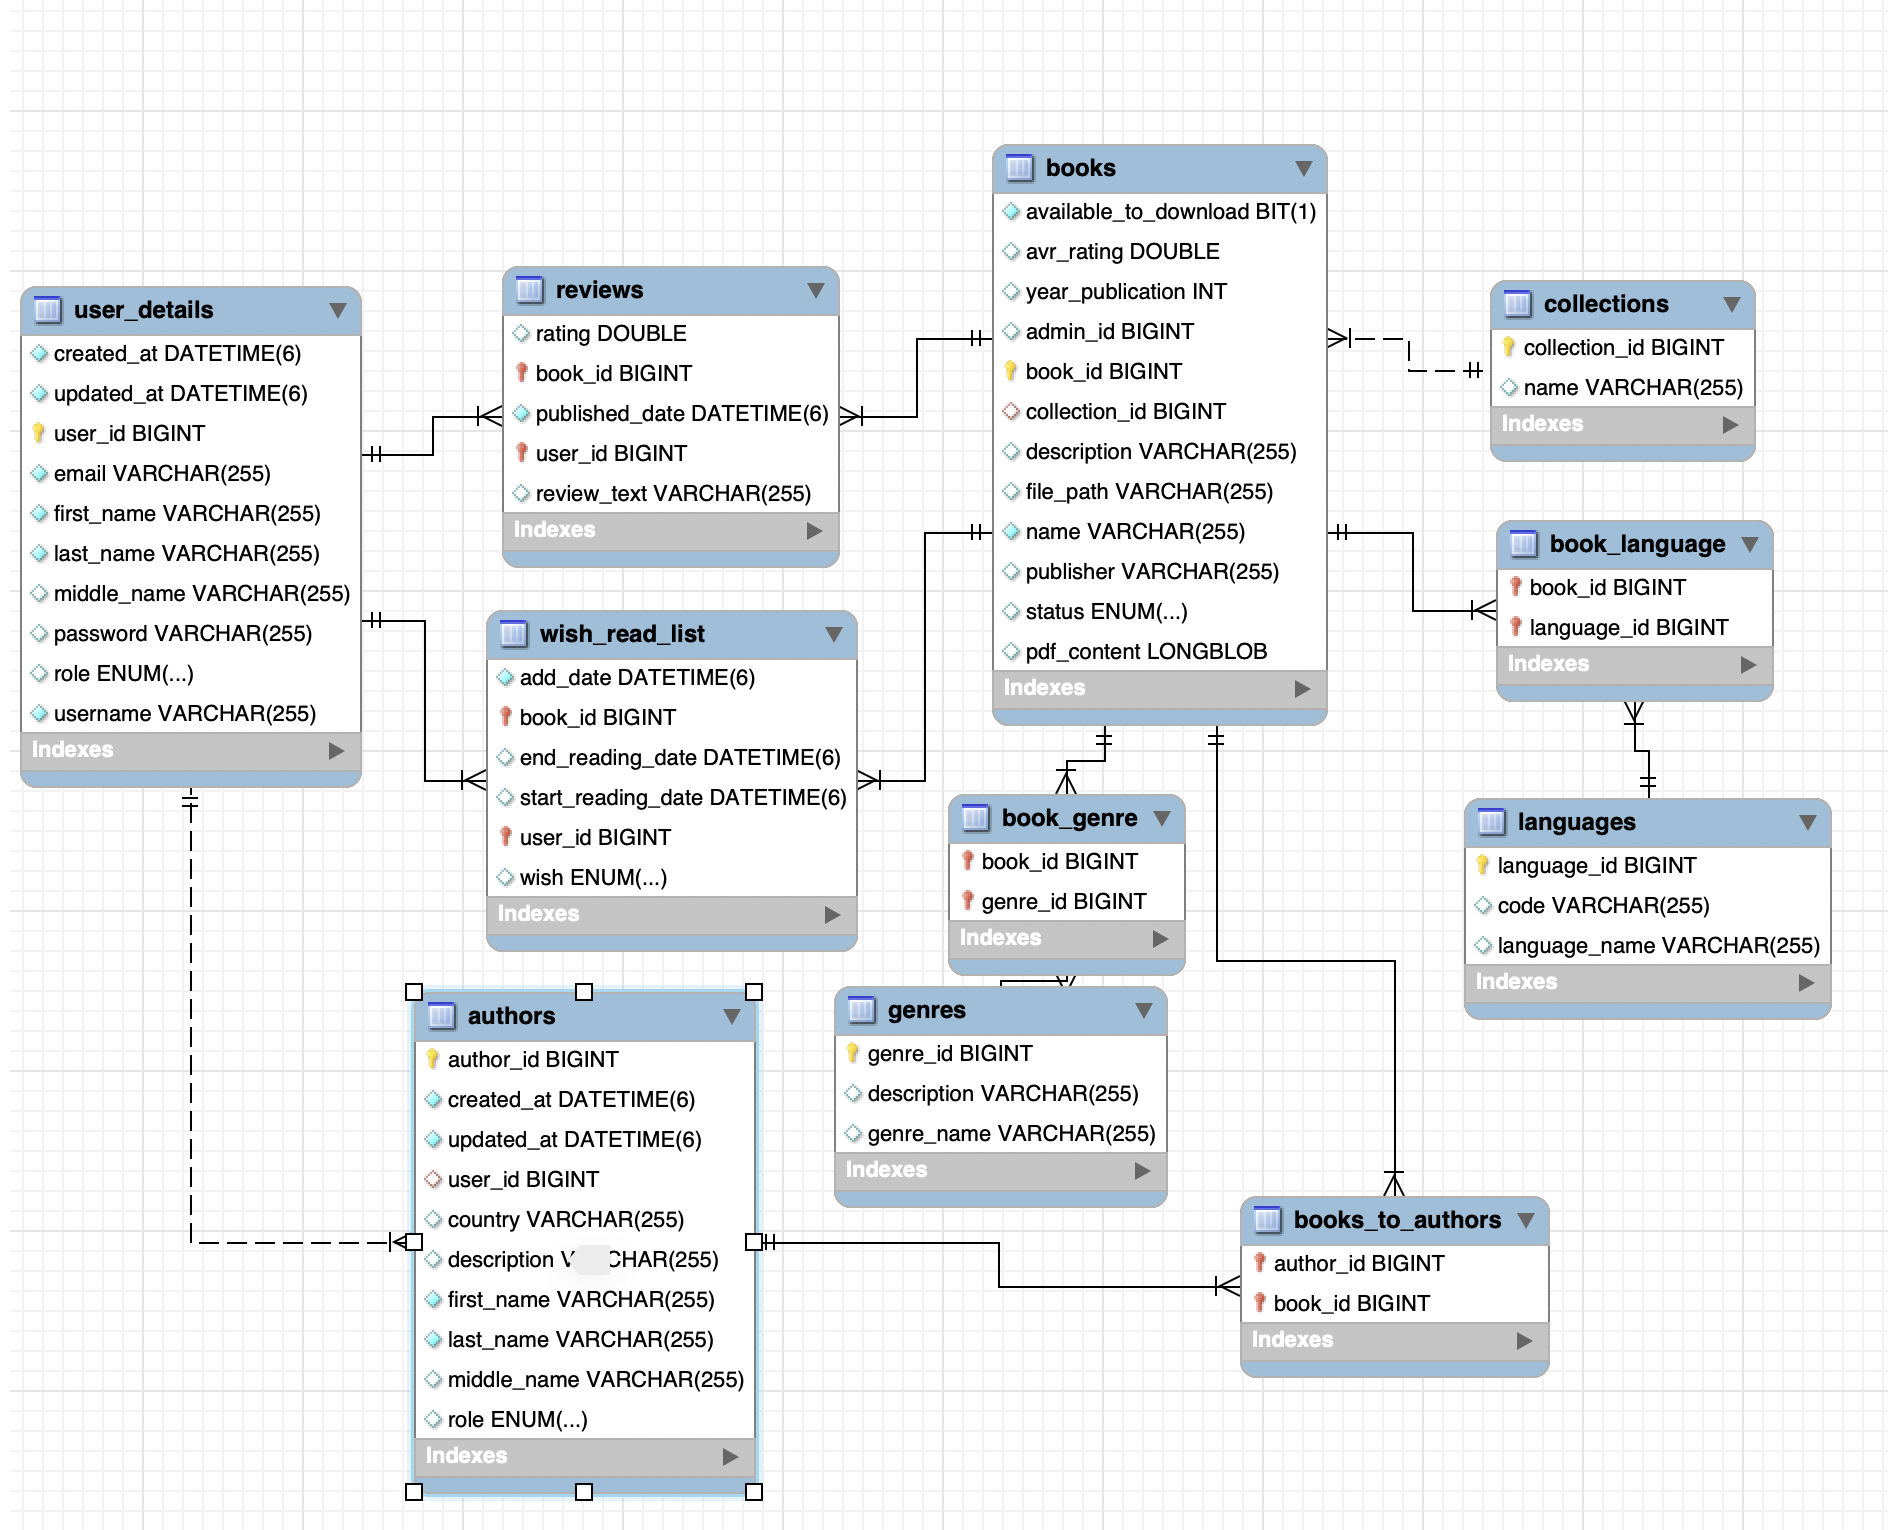 user_details
created_at DATETIME(6)
updated_at DATETIME(6)
user_id BIGINT
email VARCHAR(255)
first_name VARCHAR(255)
last_name VARCHAR(255)
middle_name VARCHAR(255)
password VARCHAR(255)
role ENUM(...)
username VARCHAR(255)
Indexes
reviews
rating DOUBLE
book_id BIGINT
published_date DATETIME(6)
user_id BIGINT
review_text VARCHAR(255)
Indexes
wish_read_list
add_date DATETIME(6)
book_id BIGINT
end_reading_date DATETIME(6)
start_reading_date DATETIME(6)
user_id BIGINT
wish ENUM(...)
Indexes
books
available_to_download BIT(1)
avr_rating DOUBLE
year_publication INT
admin_id BIGINT
book_id BIGINT
collection_id BIGINT
description VARCHAR(255)
file_path VARCHAR(255)
name VARCHAR(255)
publisher VARCHAR(255)
status ENUM(...)
pdf_content LONGBLOB
Indexes
collections
collection_id BIGINT
name VARCHAR(255)
Indexes
book_language
book_id BIGINT
language_id BIGINT
Indexes
languages
language_id BIGINT
code VARCHAR(255)
language_name VARCHAR(255)
Indexes
book_genre
book_id BIGINT
genre_id BIGINT
Indexes
genres
genre_id BIGINT
description VARCHAR(255)
genre_name VARCHAR(255)
Indexes
authors
author_id BIGINT
created_at DATETIME(6)
updated_at DATETIME(6)
user_id BIGINT
country VARCHAR(255)
description
first_name VARCHAR(255)
last_name VARCHAR(255)
middle_name VARCHAR(255)
role ENUM(...)
Indexes
books_to_authors
author_id BIGINT
book_id BIGINT
Indexes